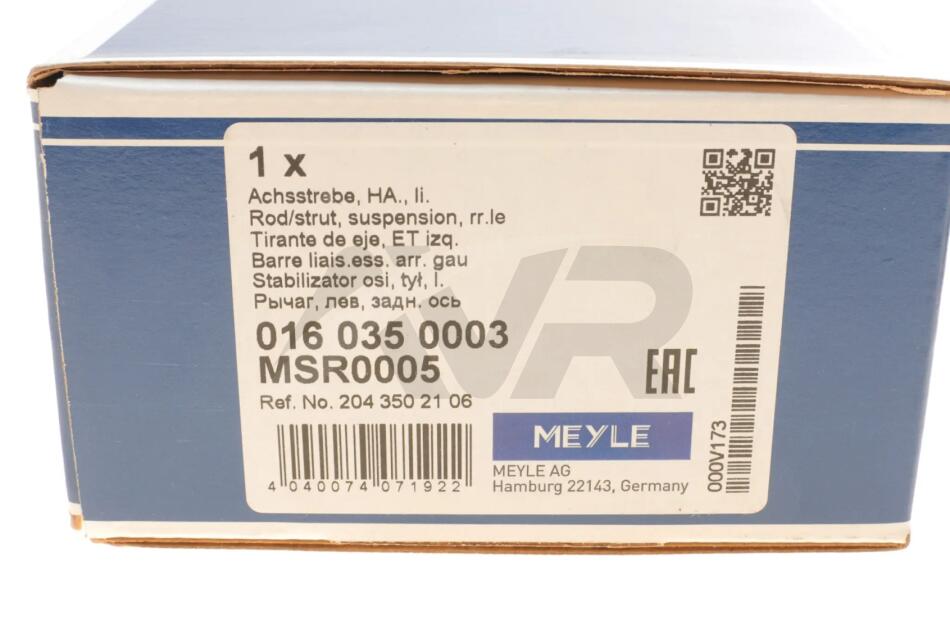 1 x
Achsstrebe, HA., li.
Rod/strut, suspension, rr.le
Tirante de eje, ET izq.
Barre liais.ess. arr. gau
Stabilizator osi, tył, l.
Рычаг, лев, задн. ось
016 035 0003
MSR0005
Ref. No. 204 350 21 06
EAC
MEYLE
MEYLE AG
Hamburg 22143, Germany
4 040074 071922
000V173
VR